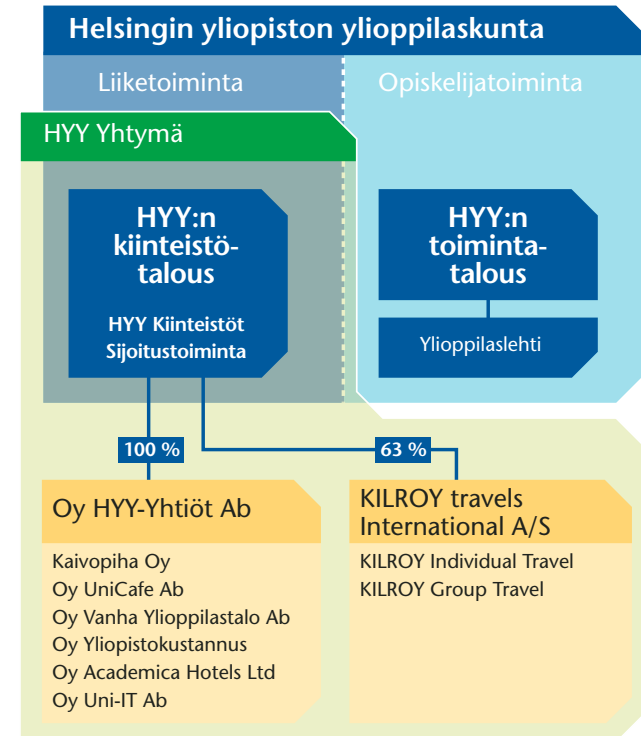 Helsingin yliopiston ylioppilaskunta
Liiketoiminta
Opiskelijatoiminta
HYY Yhtymä
HYY:n
kiinteistö-
talous
HYY Kiinteistöt
Sijoitustoiminta
HYY:n
toiminta-
talous
Ylioppilaslehti
100 %
63 %
Oy HYY-Yhtiöt Ab
Kaivopiha Oy
Oy UniCafe Ab
Oy Vanha Ylioppilastalo Ab
Oy Yliopistokustannus
Oy Academica Hotels Ltd
Oy Uni-IT Ab
KILROY travels
International A/S
KILROY Individual Travel
KILROY Group Travel